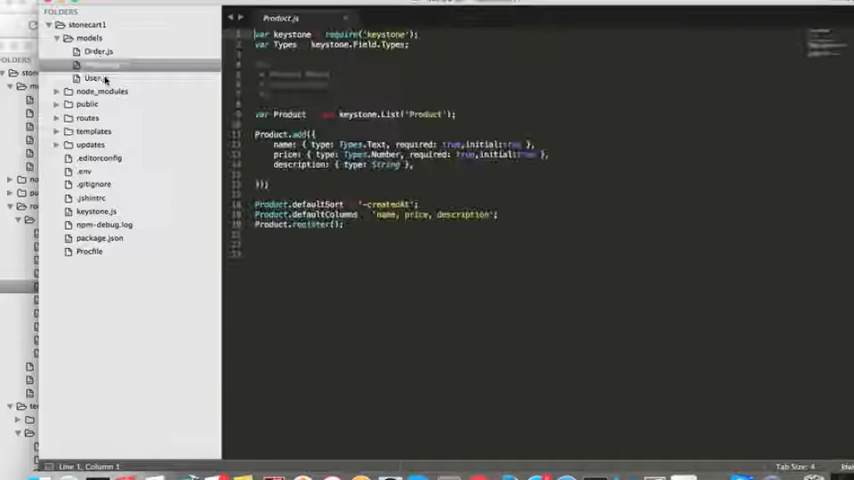 FOLDERS
stonecart1
models
Order.js
User.js
node_modules
public
routes
templates
updates
.editorconfig
.env
.gitignore
.jshintrc
keystone.js
npm-debug.log
package.json
Procfile
Product.js
var keystone = require('keystone');
var Types = keystone.Field.Types;
var Product = new keystone.List('Product');
Product.add({
name: { type: Types.Text, required: true,initial:true },
price: { type: Types.Number, required: true,initial:true },
description: { type: String },
});
Product.defaultSort = '-createdAt';
Product.defaultColumns = 'name, price, description';
Product.register();
Line 1, Column 1
Tab Size: 4